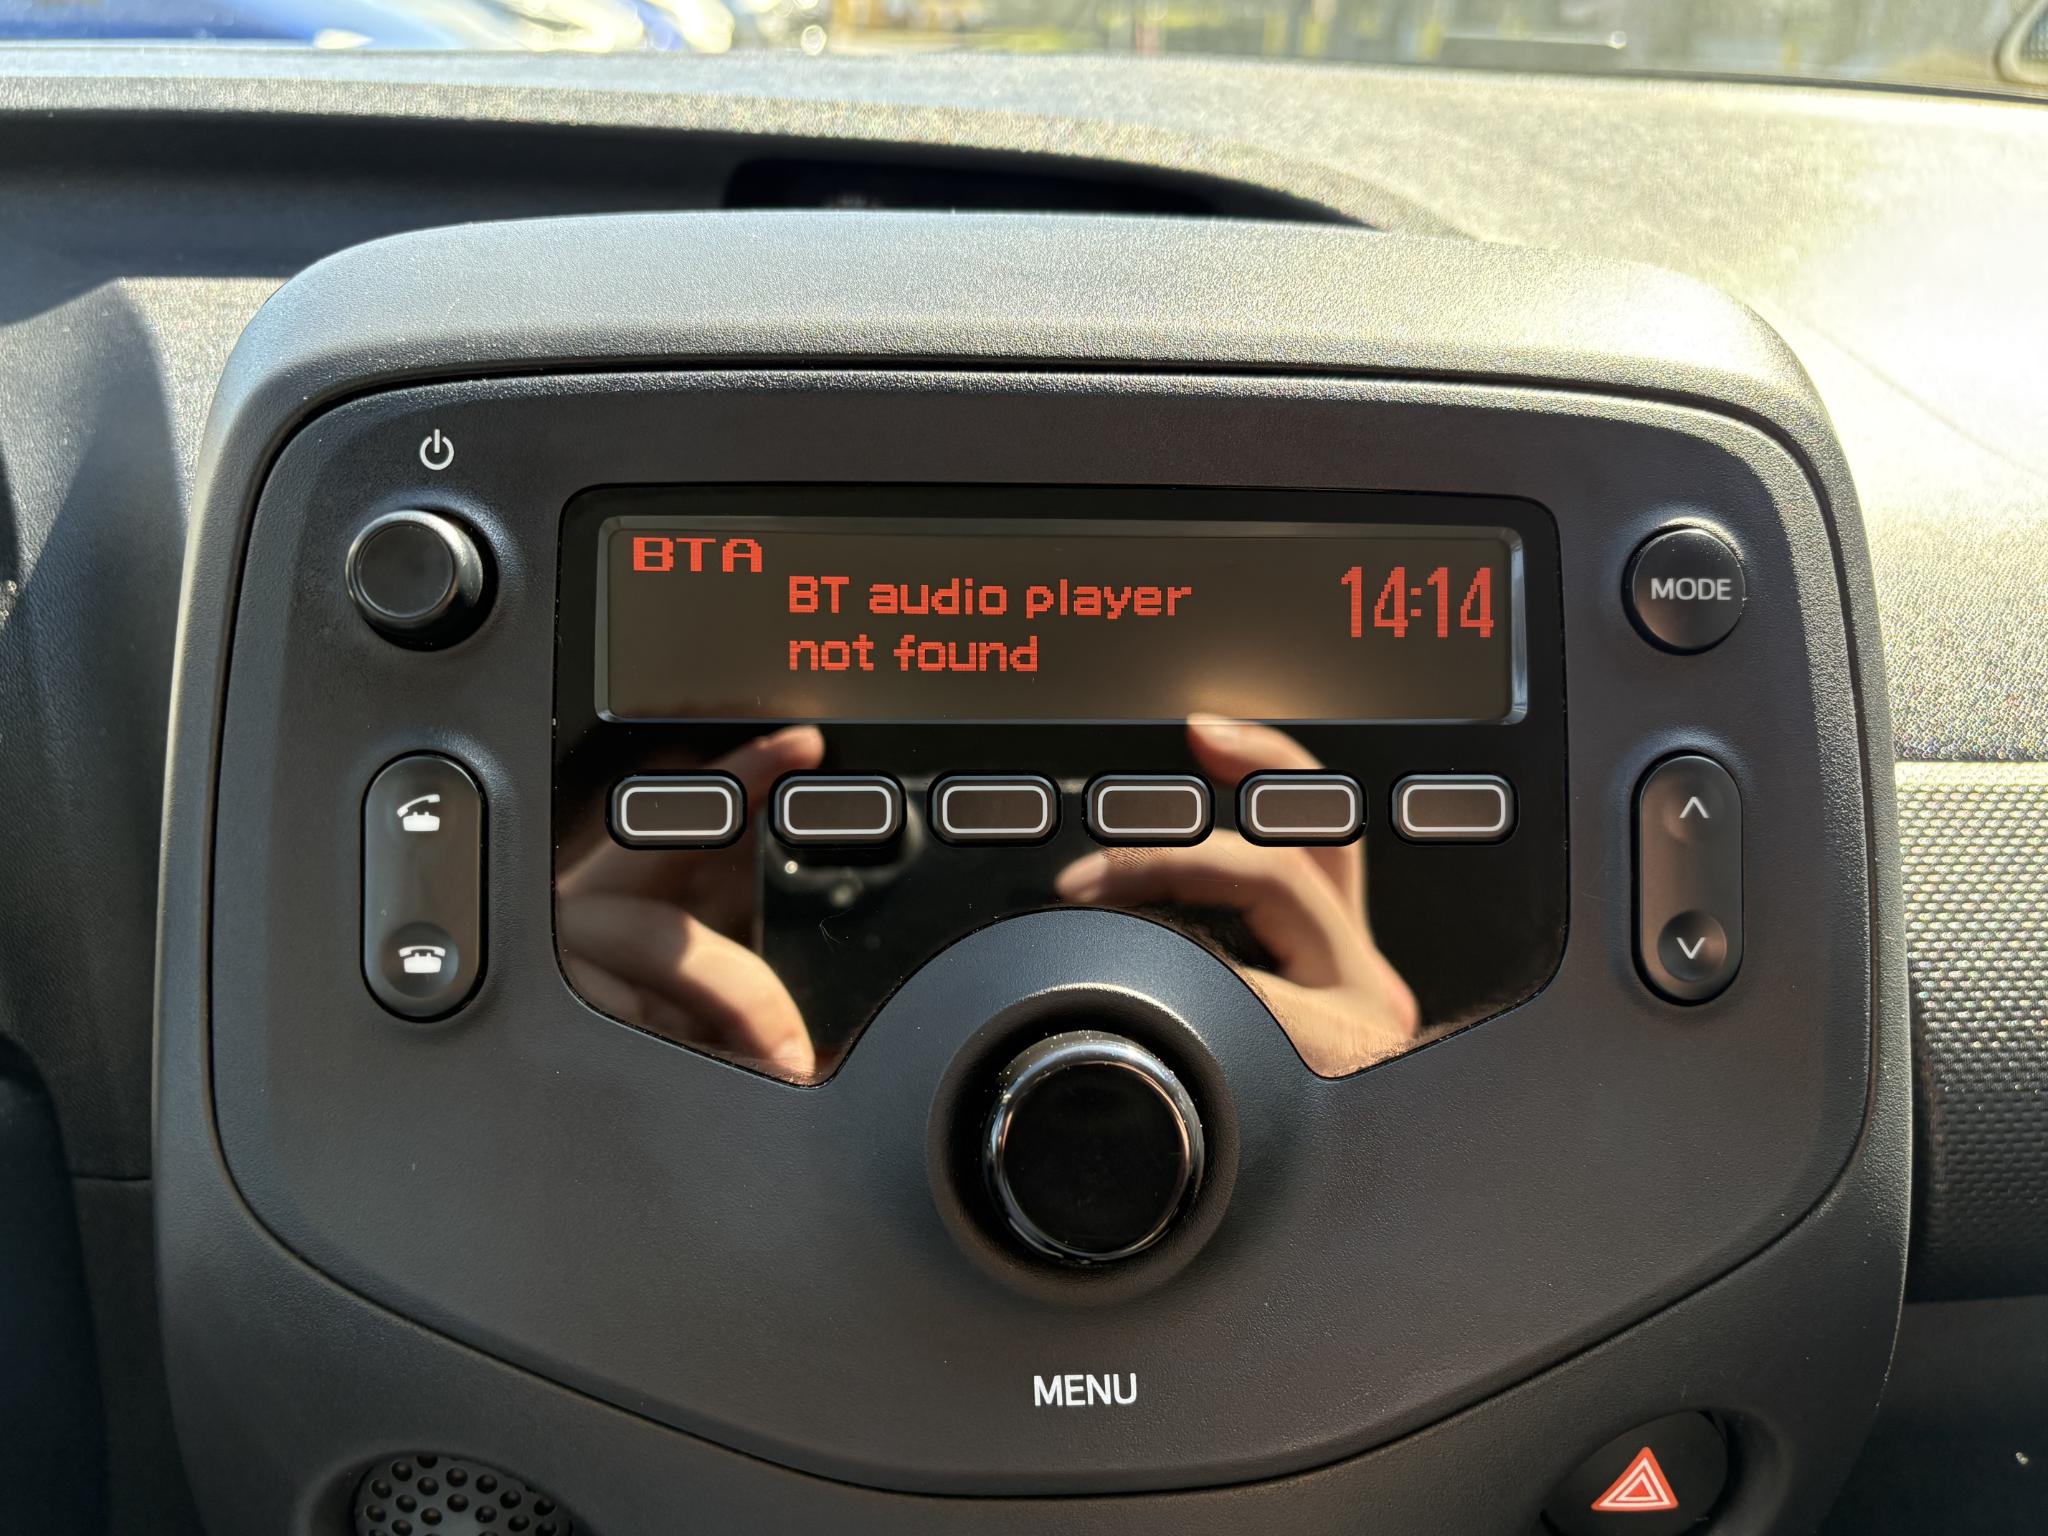 BTA
BT audio player
not found
14:14
MODE
MENU